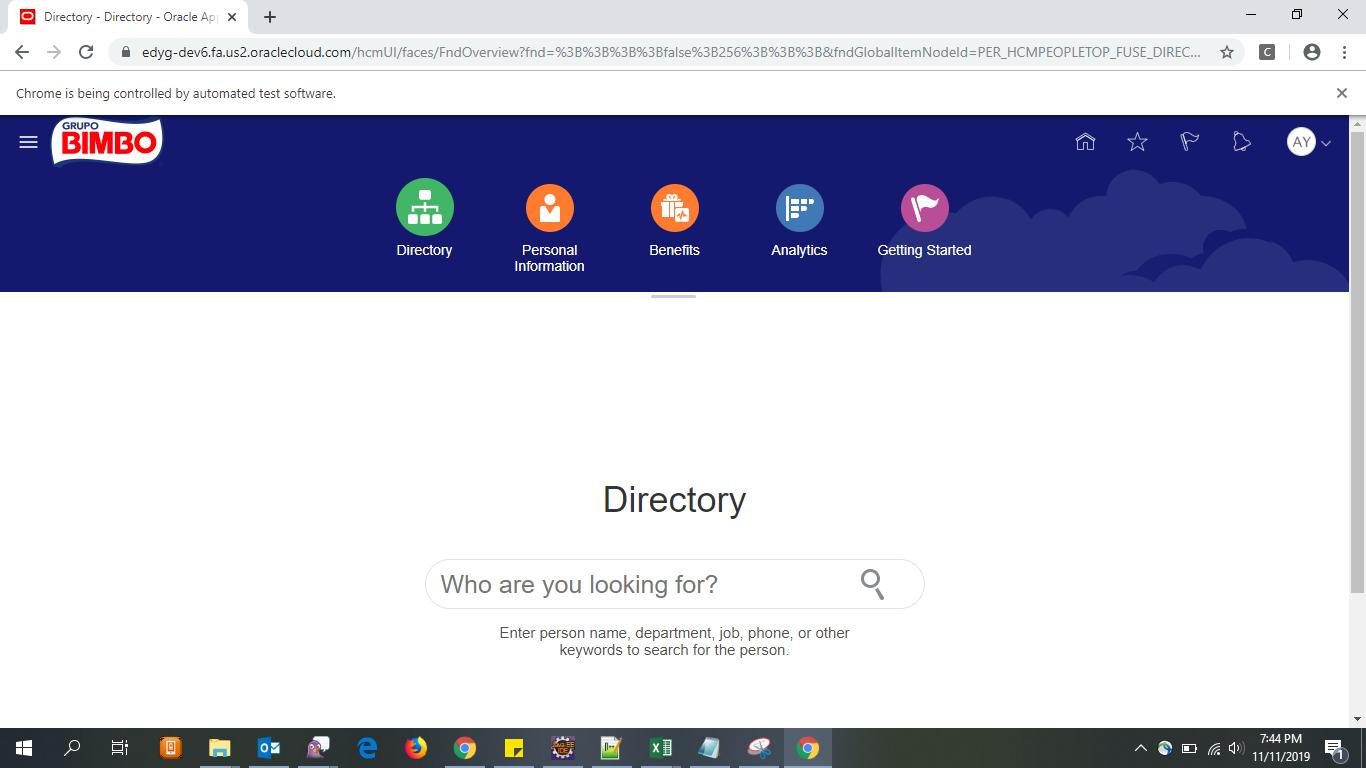 Directory - Directory - Oracle Ap
edyg-dev6.fa.us2.oraclecloud.com/hcmUI/faces/FndOverview?fnd=%3B%3B%3B%3Bfalse%3B256%3B%3B%3B&fndGlobalItemNodeId=PER_HCMPEOPLETOP_FUSE_DIREC...
C
Chrome is being controlled by automated test software.
GRUPO
BIMBO
AY
Directory
Personal
Information
Benefits
Analytics
Getting Started
Directory
Who are you looking for?
Enter person name, department, job, phone, or other
keywords to search for the person.
7:44 PM
11/11/2019
1